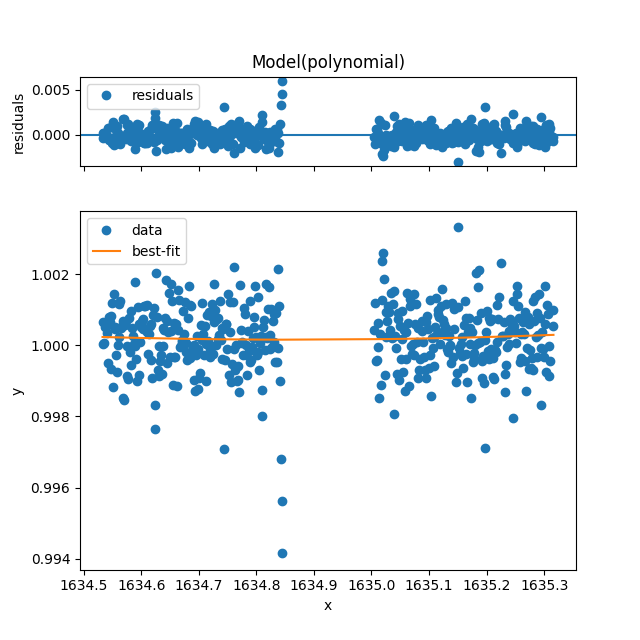 Model(polynomial)
0.005
0.000
residuals
residuals
data
best-fit
1.002
1.000
0.998
0.996
0.994
y
1634.5 1634.6 1634.7 1634.8 1634.9 1635.0 1635.1 1635.2 1635.3
x